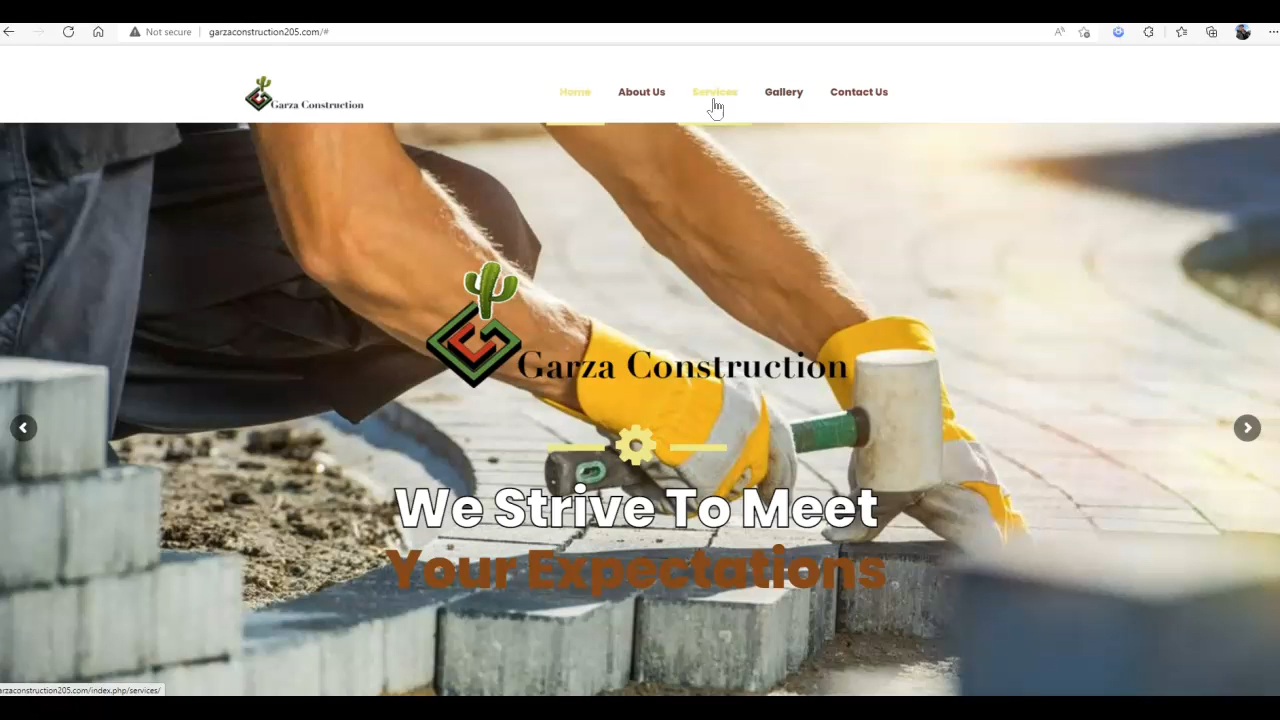 Not secure garzaconstruction205.com/#
Garza Construction
Home About Us Services Gallery Contact Us
Garza Construction
We Strive To Meet
Your Expectations
arzaconstruction205.com/index.php/services/